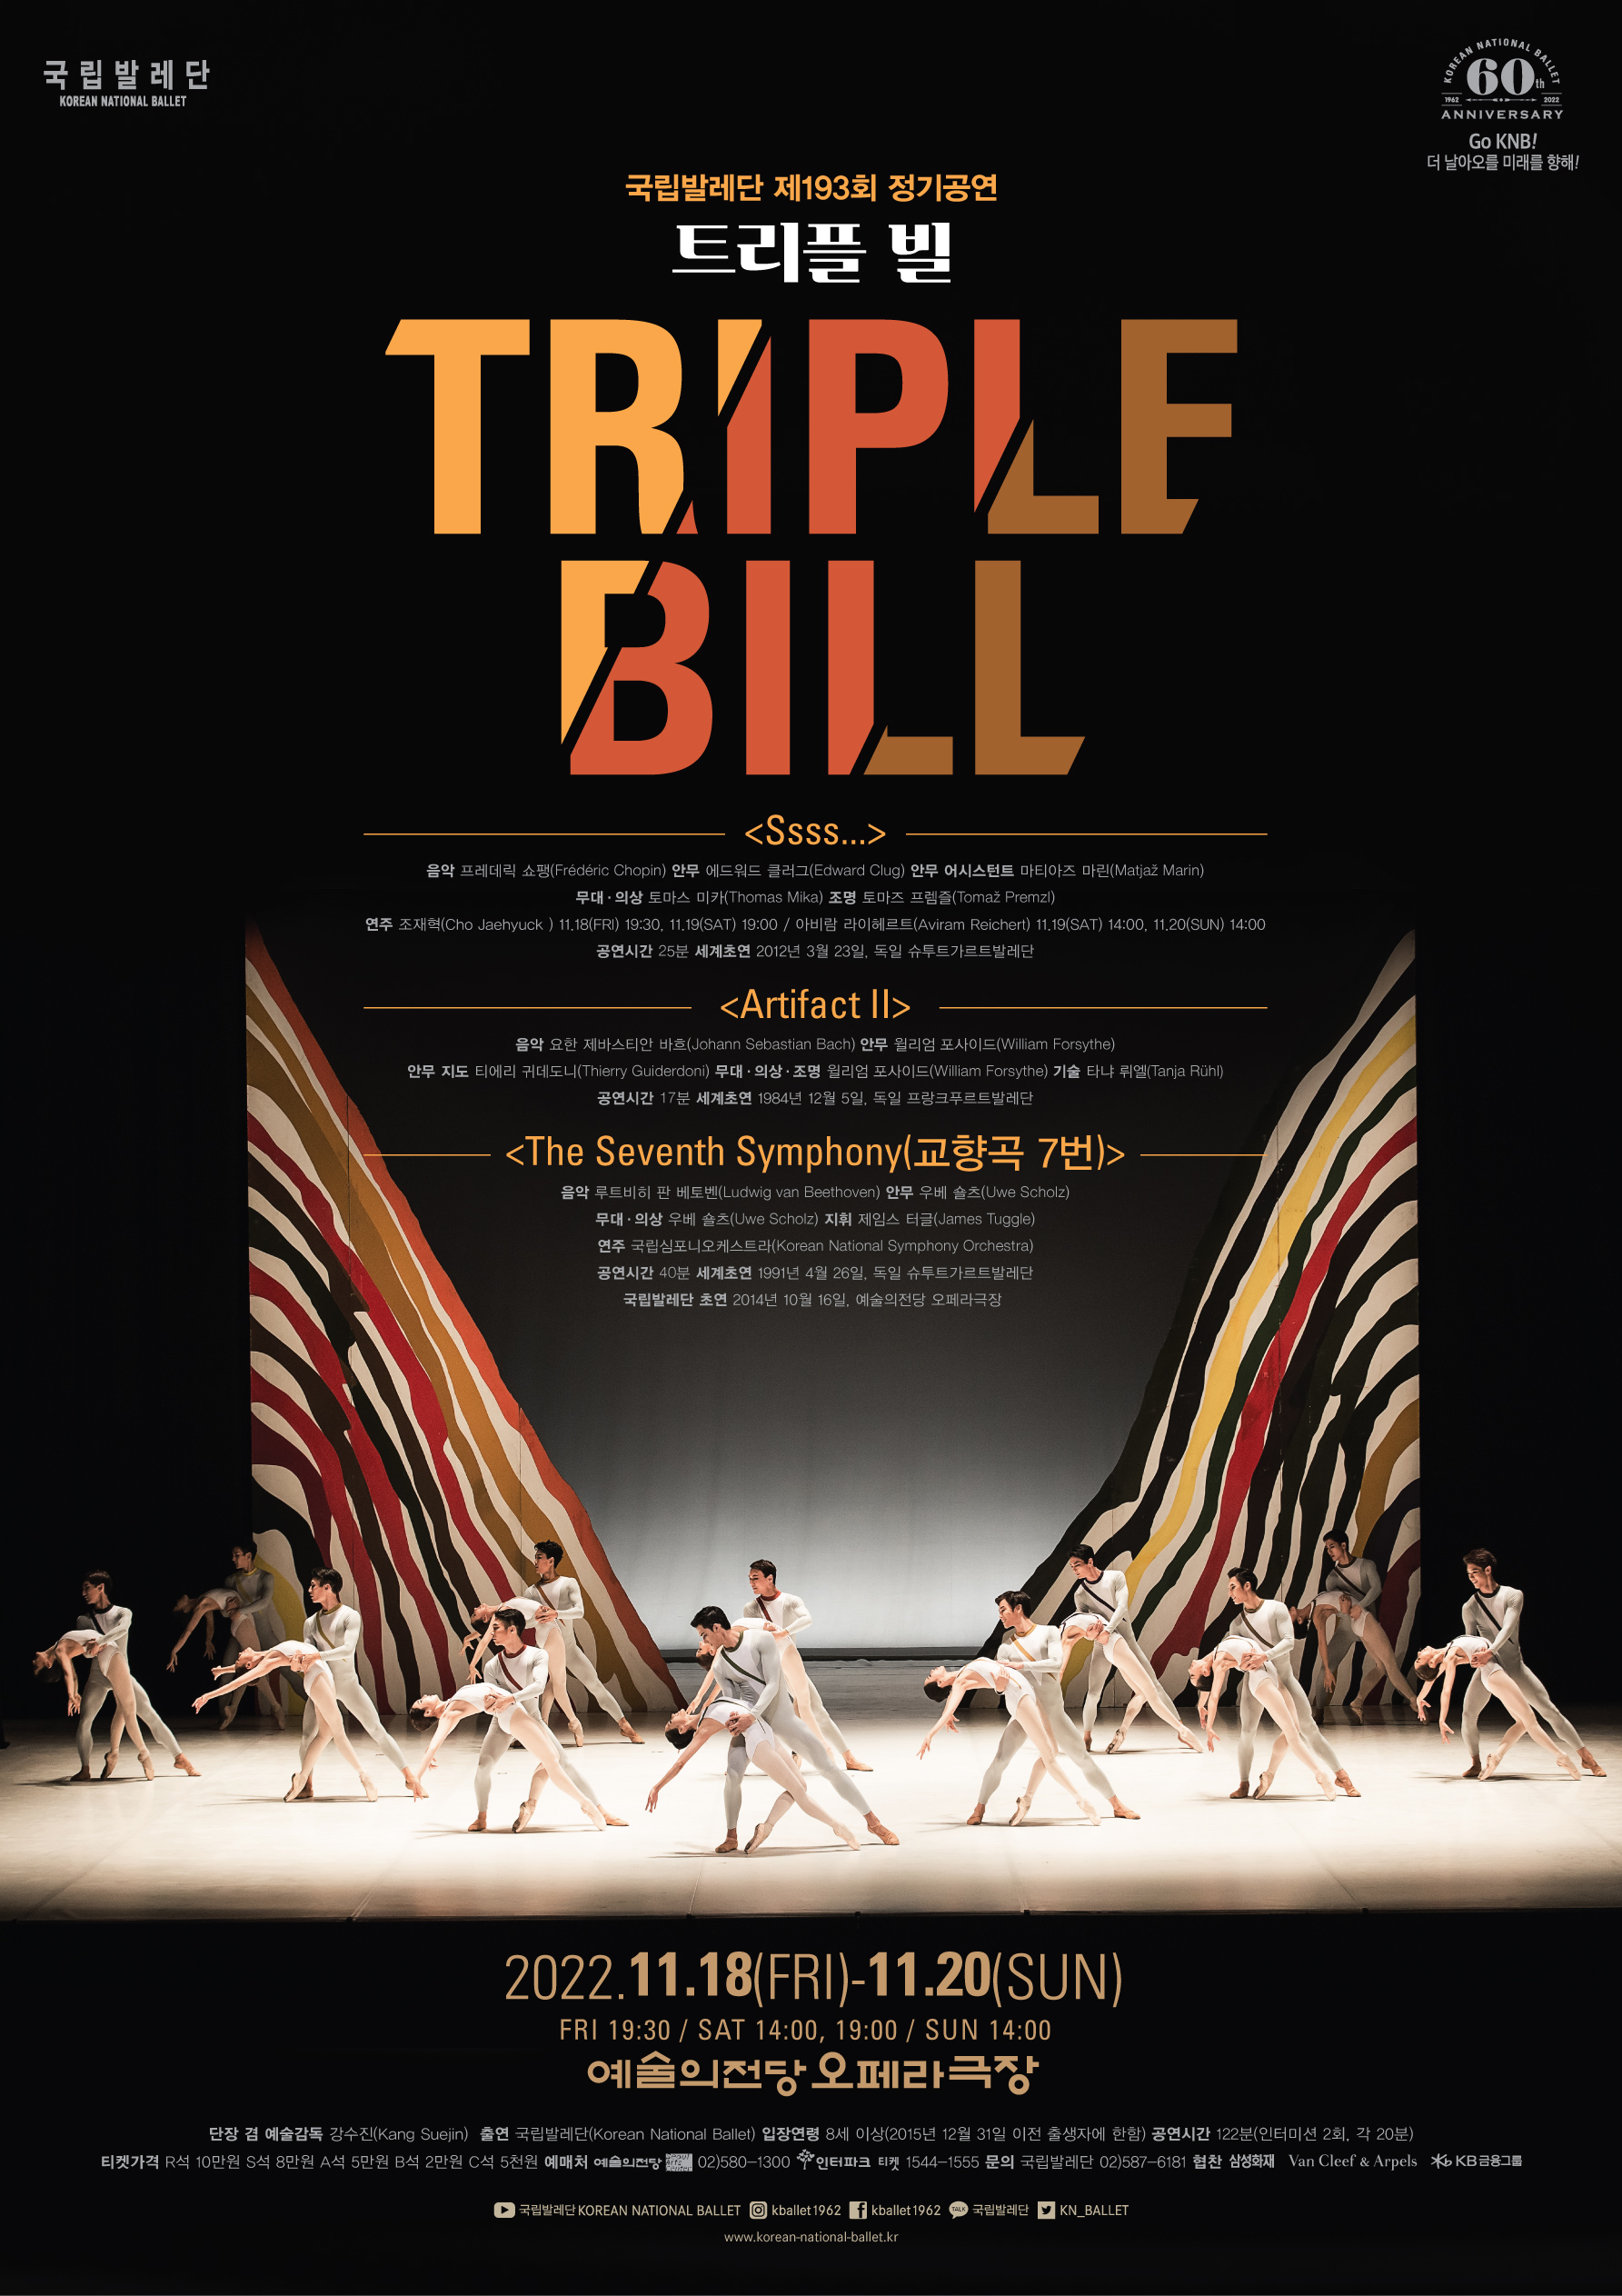 국립발레단
KOREAN NATIONAL BALLET
KOREAN NATIONAL BALLET
60th
1962 2022
ANNIVERSARY
Go KNB!
더 날아오를 미래를 향해!
국립발레단 제193회 정기공연
트리플 빌
TRIPLE
BILL
<Ssss...>
음악 프레데릭 쇼팽(Frédéric Chopin) 안무 에드워드 클러그(Edward Clug) 안무 어시스턴트 마티아즈 마린(Matjaž Marin)
무대·의상 토마스 미카(Thomas Mika) 조명 토마즈 프렘즐(Tomaž Premzl)
연주 조재혁(Cho Jaehyuck ) 11.18(FRI) 19:30, 11.19(SAT) 19:00 / 아비람 라이헤르트(Aviram Reichert) 11.19(SAT) 14:00, 11.20(SUN) 14:00
공연시간 25분 세계초연 2012년 3월 23일, 독일 슈투트가르트발레단
<Artifact II>
음악 요한 제바스티안 바흐(Johann Sebastian Bach) 안무 윌리엄 포사이드(William Forsythe)
안무 지도 티에리 귀데도니(Thierry Guiderdoni) 무대·의상·조명 윌리엄 포사이드(William Forsythe) 기술 타냐 뤼엘(Tanja Rühl)
공연시간 17분 세계초연 1984년 12월 5일, 독일 프랑크푸르트발레단
<The Seventh Symphony(교향곡 7번)>
음악 루트비히 판 베토벤(Ludwig van Beethoven) 안무 우베 숄츠(Uwe Scholz)
무대·의상 우베 숄츠(Uwe Scholz) 지휘 제임스 터글(James Tuggle)
연주 국립심포니오케스트라(Korean National Symphony Orchestra)
공연시간 40분 세계초연 1991년 4월 26일, 독일 슈투트가르트발레단
국립발레단 초연 2014년 10월 16일, 예술의전당 오페라극장
2022.11.18(FRI)-11.20(SUN)
FRI 19:30 / SAT 14:00, 19:00 / SUN 14:00
예술의전당 오페라극장
단장 겸 예술감독 강수진(Kang Suejin) 출연 국립발레단(Korean National Ballet) 입장연령 8세 이상(2015년 12월 31일 이전 출생자에 한함) 공연시간 122분(인터미션 2회, 각 20분)
티켓가격 R석 10만원 S석 8만원 A석 5만원 B석 2만원 C석 5천원 예매처 예술의전당 02)580-1300 인터파크 티켓 1544-1555 문의 국립발레단 02)587-6181 협찬 삼성화재 Van Cleef & Arpels KB금융그룹
국립발레단 KOREAN NATIONAL BALLET kballet1962 kballet1962 TALK 국립발레단 KN_BALLET
www.korean-national-ballet.kr